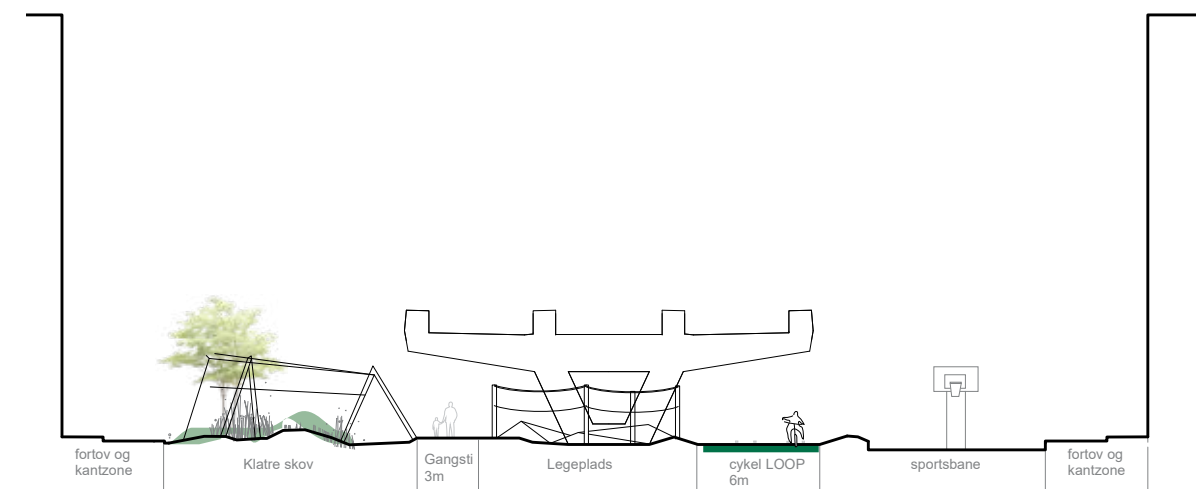 fortov og
kantzone
Klatre skov
Gangsti
3m
Legeplads
cykel LOOP
6m
sportsbane
fortov og
kantzone